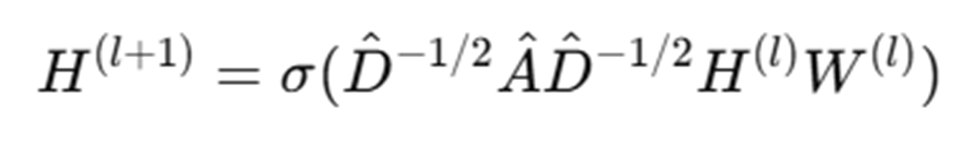 H^{(l+1)} = σ(D̂^{-1/2} Â D̂^{-1/2} H^{(l)} W^{(l)})